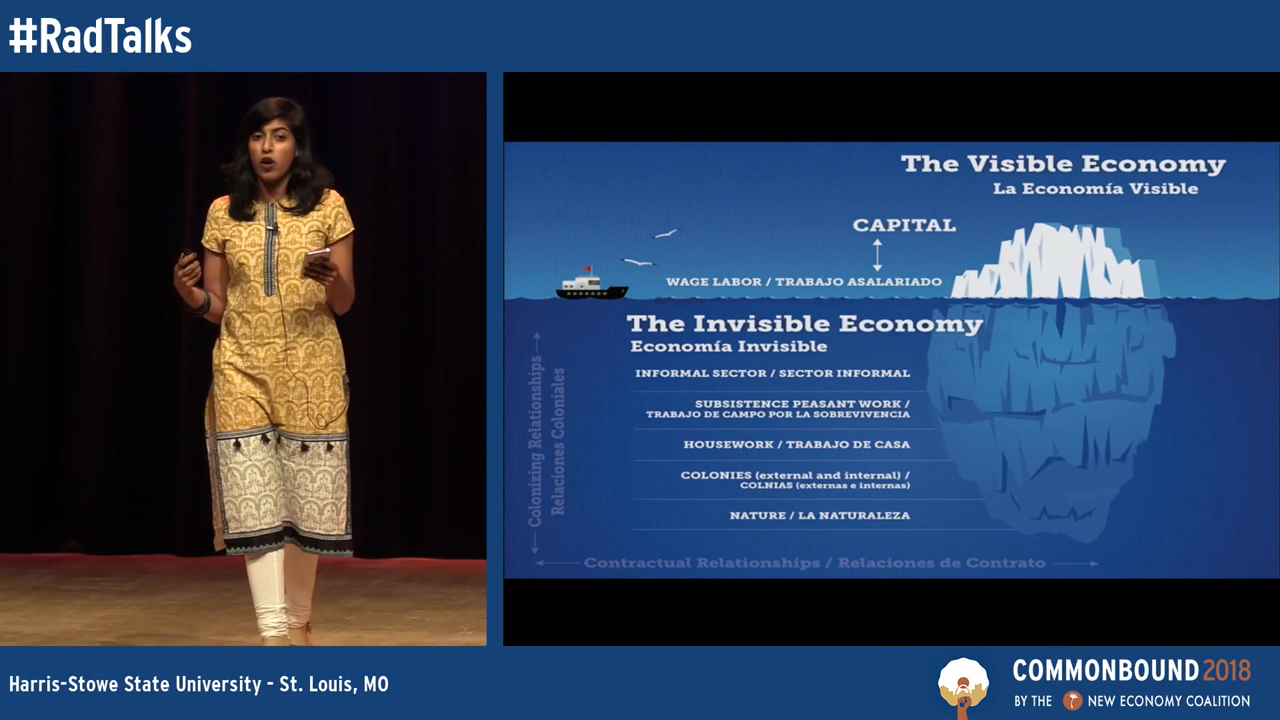 #RadTalks
The Visible Economy
La Economía Visible
CAPITAL
WAGE LABOR / TRABAJO ASALARIADO
The Invisible Economy
Economía Invisible
INFORMAL SECTOR / SECTOR INFORMAL
SUBSISTENCE PEASANT WORK /
TRABAJO DE CAMPO POR LA SOBREVIVENCIA
HOUSEWORK / TRABAJO DE CASA
COLONIES (external and internal) /
COLNIAS (externas e internas)
NATURE / LA NATURALEZA
Colonizing Relationships
Relaciones Coloniales
Contractual Relationships / Relaciones de Contrato
Harris-Stowe State University - St. Louis, MO
COMMONBOUND 2018
BY THE NEW ECONOMY COALITION